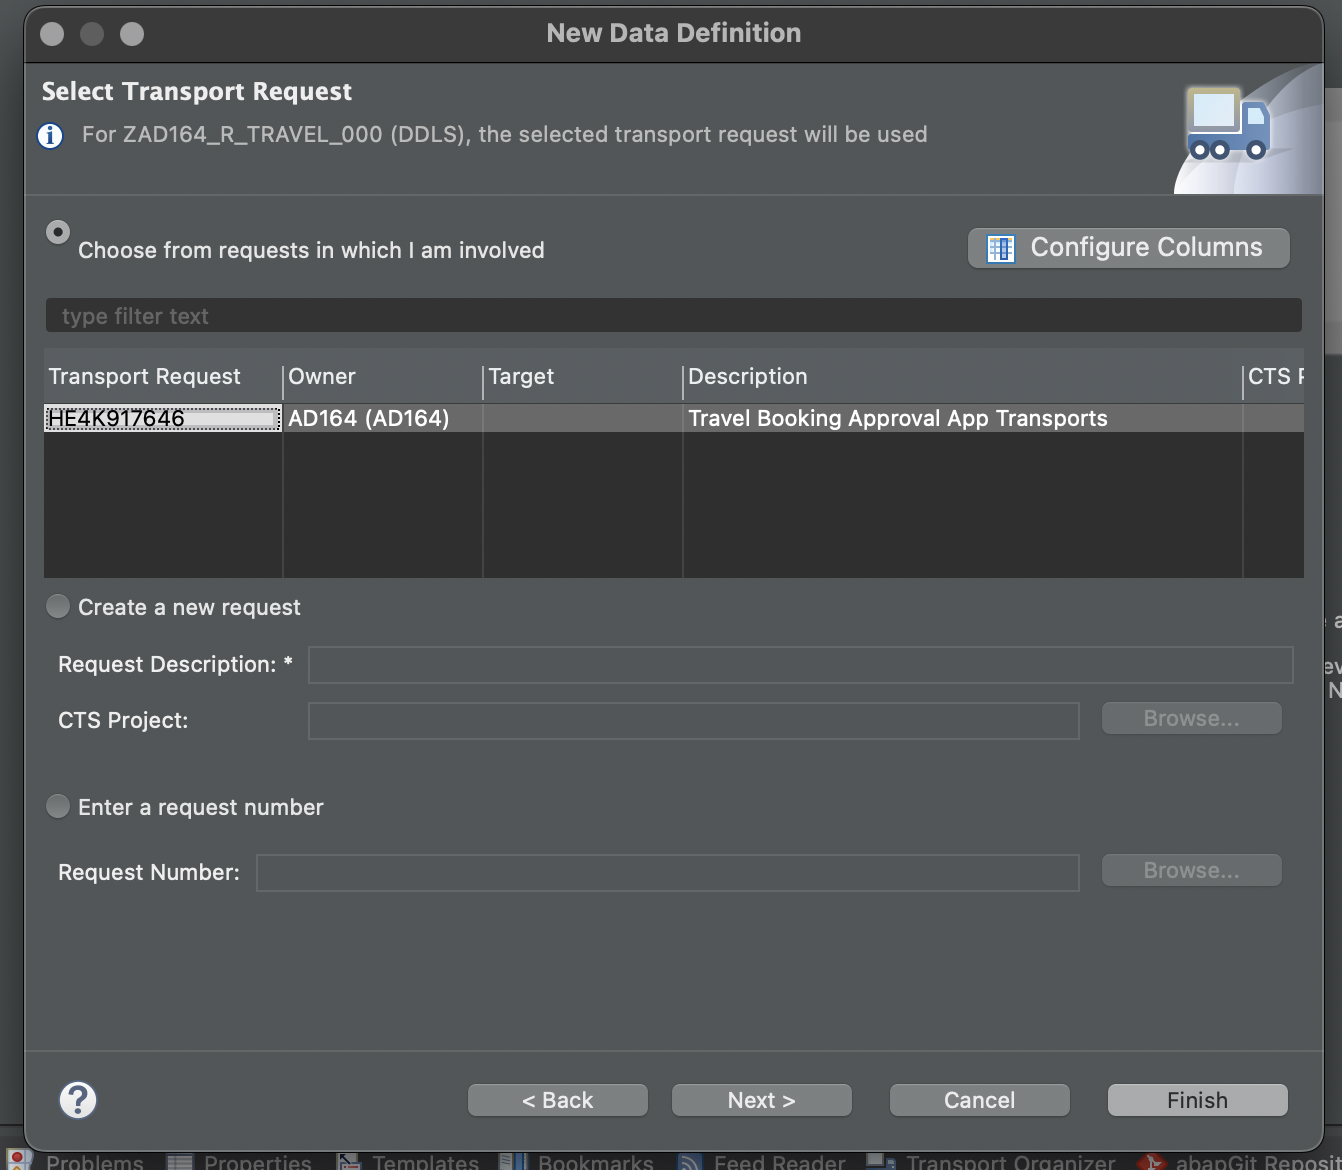 New Data Definition
Select Transport Request
For ZAD164_R_TRAVEL_000 (DDLS), the selected transport request will be used
Choose from requests in which I am involved
Configure Columns
type filter text
Transport Request Owner Target Description CTS
HE4K917646 AD164 (AD164) Travel Booking Approval App Transports
Create a new request
Request Description: *
CTS Project:
Browse...
Enter a request number
Request Number:
Browse...
? < Back Next > Cancel Finish
Problems Properties Templates Bookmarks Feed Reader Transport Organizer abapGit Reposit